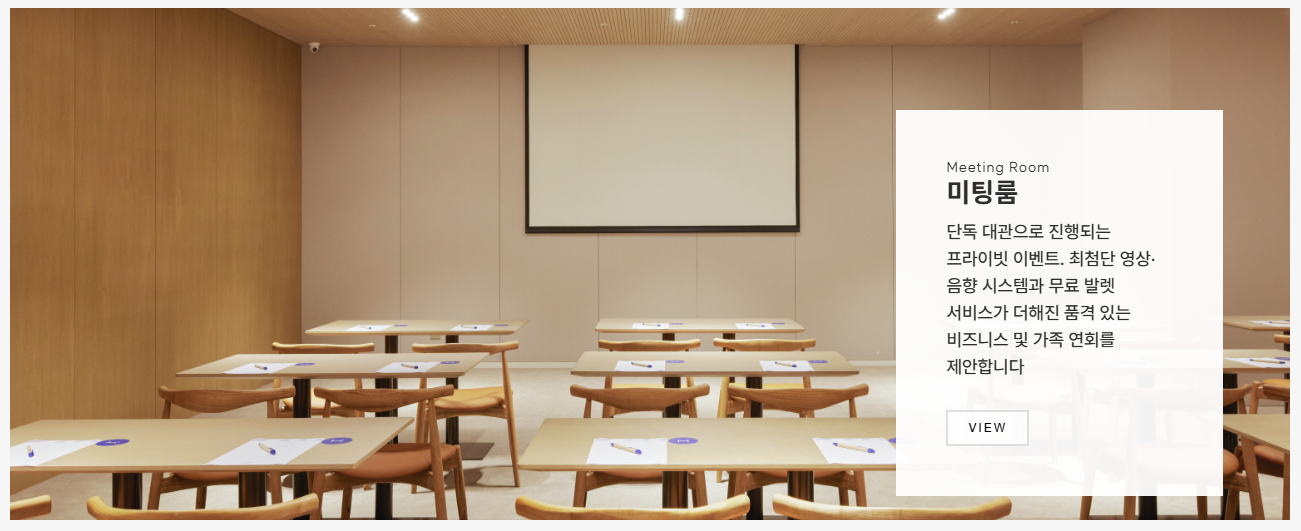 Meeting Room
미팅룸
단독 대관으로 진행되는
프라이빗 이벤트. 최첨단 영상·
음향 시스템과 무료 발렛
서비스가 더해진 품격 있는
비즈니스 및 가족 연회를
제안합니다
VIEW